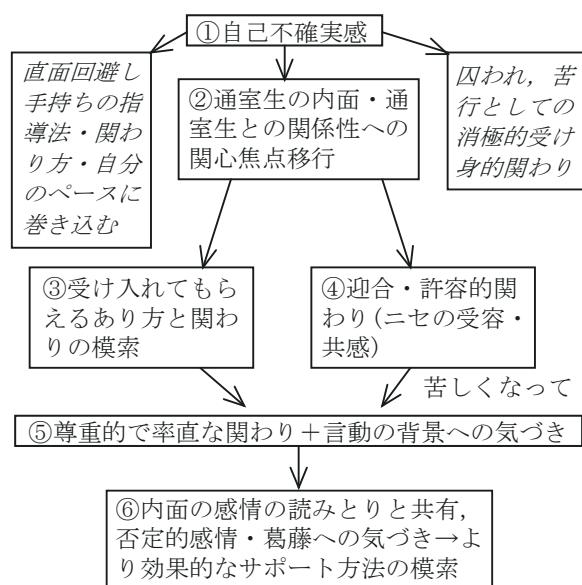 ①自己不確実感
直面回避し
手持ちの指
導法・関わ
り方・自分
のペースに
巻き込む
②通室生の内面・通
室生との関係性への
関心焦点移行
囚われ，苦
行としての
消極的受け
身的関わり
③受け入れてもら
えるあり方と関わ
りの模索
④迎合・許容的関
わり(ニセの受容・
共感)
苦しくなって
⑤尊重的で率直な関わり＋言動の背景への気づき
⑥内面の感情の読みとりと共有，
否定的感情・葛藤への気づき→よ
り効果的なサポート方法の模索